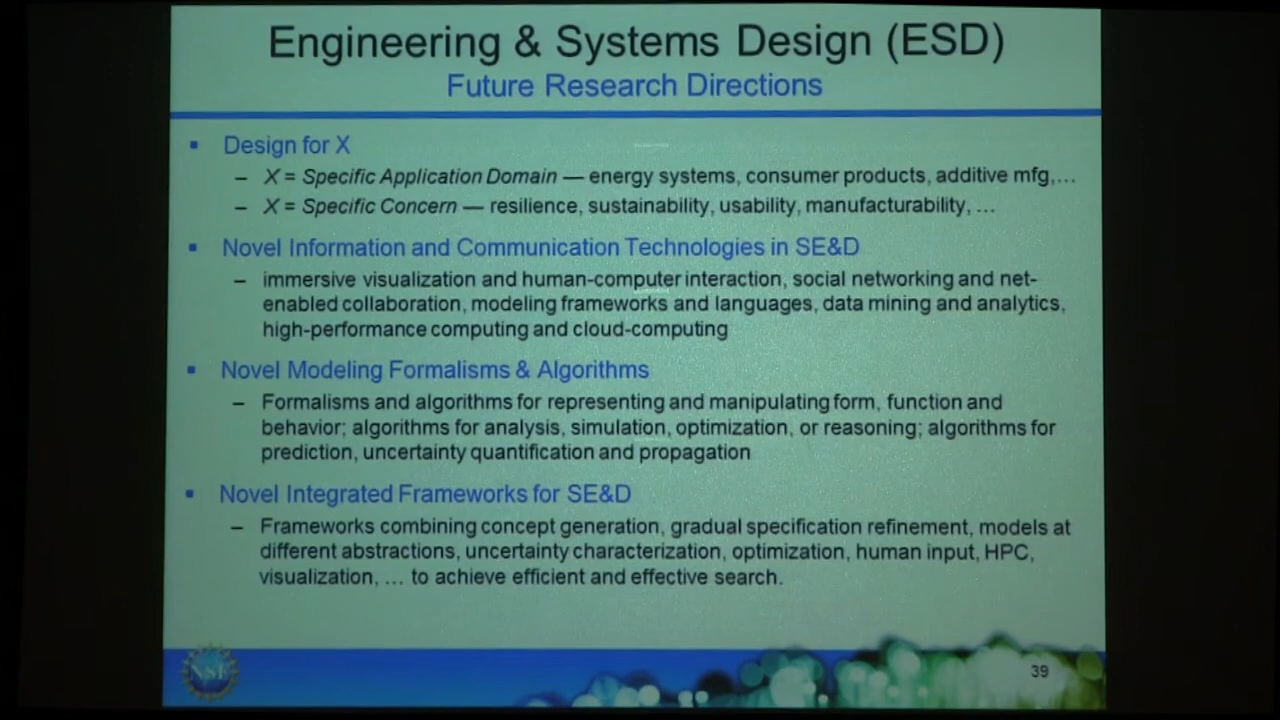 Engineering & Systems Design (ESD)
Future Research Directions
▪ Design for X
– X = Specific Application Domain — energy systems, consumer products, additive mfg,…
– X = Specific Concern — resilience, sustainability, usability, manufacturability, …
▪ Novel Information and Communication Technologies in SE&D
– immersive visualization and human-computer interaction, social networking and net-
enabled collaboration, modeling frameworks and languages, data mining and analytics,
high-performance computing and cloud-computing
▪ Novel Modeling Formalisms & Algorithms
– Formalisms and algorithms for representing and manipulating form, function and
behavior; algorithms for analysis, simulation, optimization, or reasoning; algorithms for
prediction, uncertainty quantification and propagation
▪ Novel Integrated Frameworks for SE&D
– Frameworks combining concept generation, gradual specification refinement, models at
different abstractions, uncertainty characterization, optimization, human input, HPC,
visualization, … to achieve efficient and effective search.
NSF
39